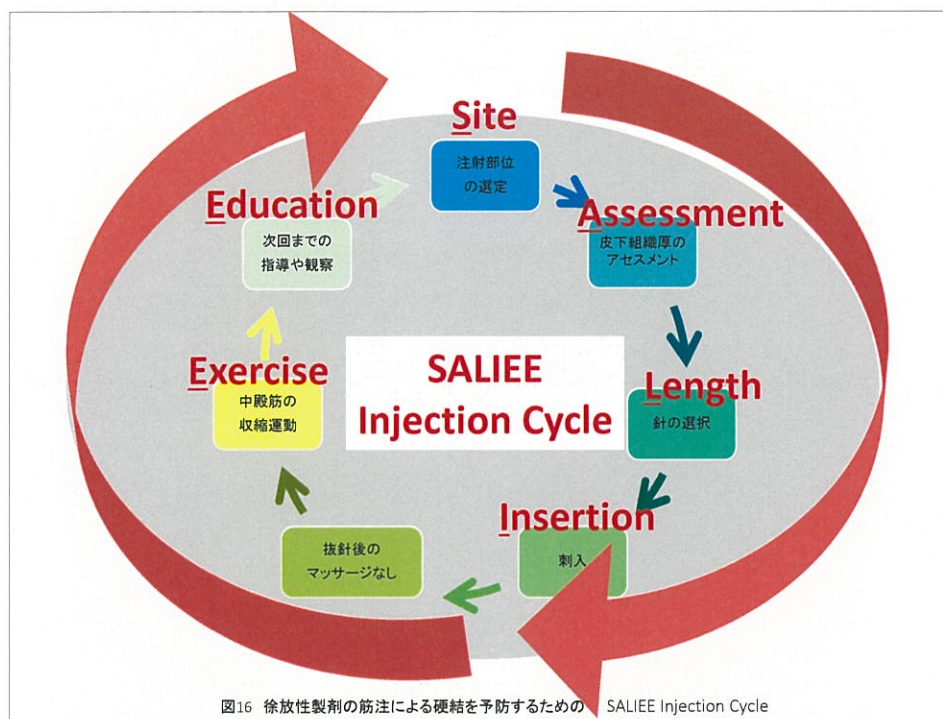 Site
注射部位
の選定
Assessment
皮下組織厚の
アセスメント
Length
針の選択
Insertion
刺入
抜針後の
マッサージなし
Exercise
中殿筋の
収縮運動
Education
次回までの
指導や観察
SALIEE
Injection Cycle
図16 徐放性製剤の筋注による硬結を予防するための SALIEE Injection Cycle